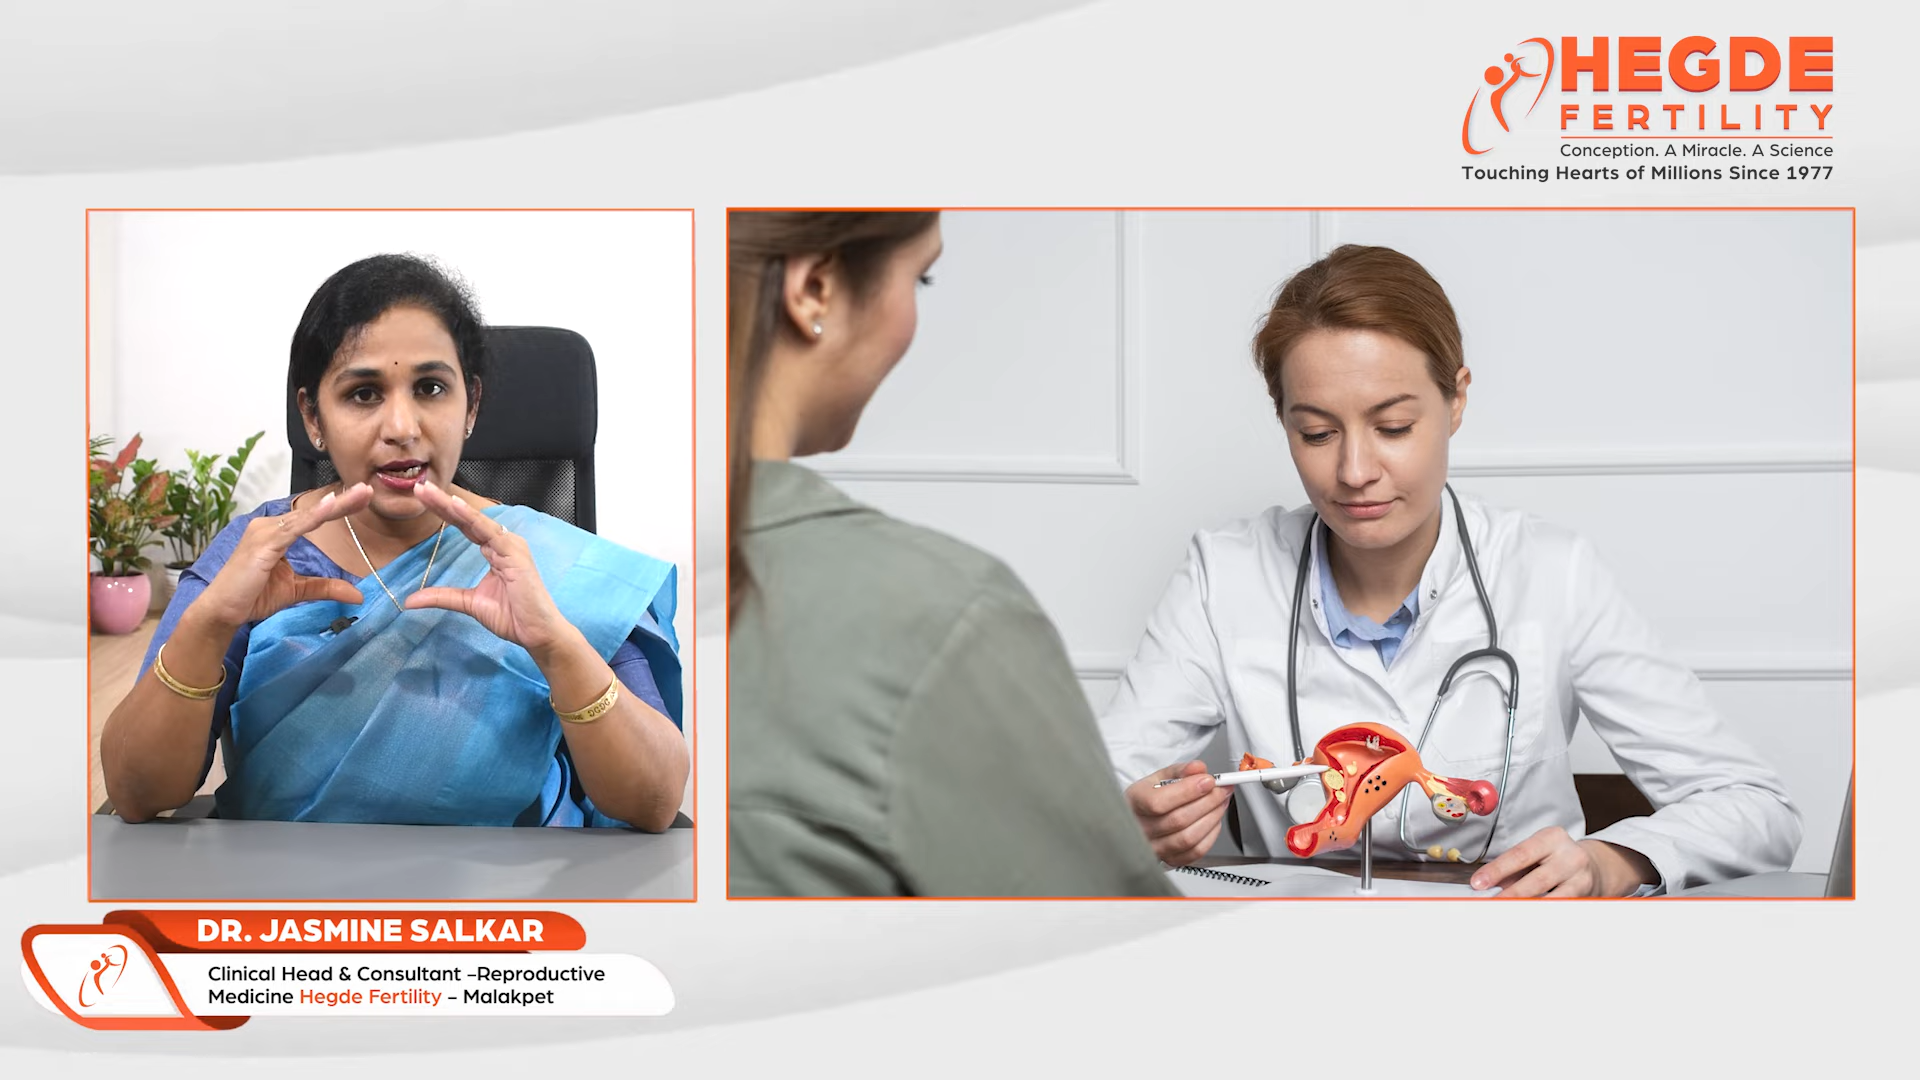 HEGDE
FERTILITY
Conception. A Miracle. A Science
Touching Hearts of Millions Since 1977
DR. JASMINE SALKAR
Clinical Head & Consultant –Reproductive
Medicine Hegde Fertility – Malakpet